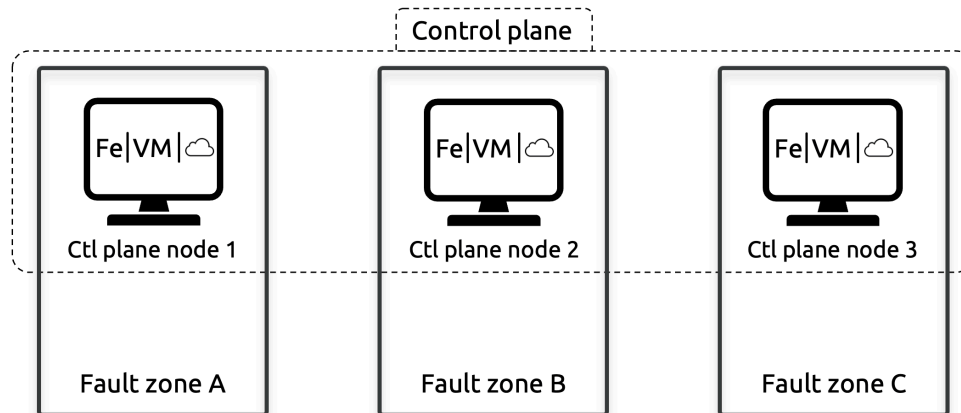 Control plane
Fe|VM|
Fe|VM|
Fe|VM|
Ctl plane node 1
Ctl plane node 2
Ctl plane node 3
Fault zone A
Fault zone B
Fault zone C